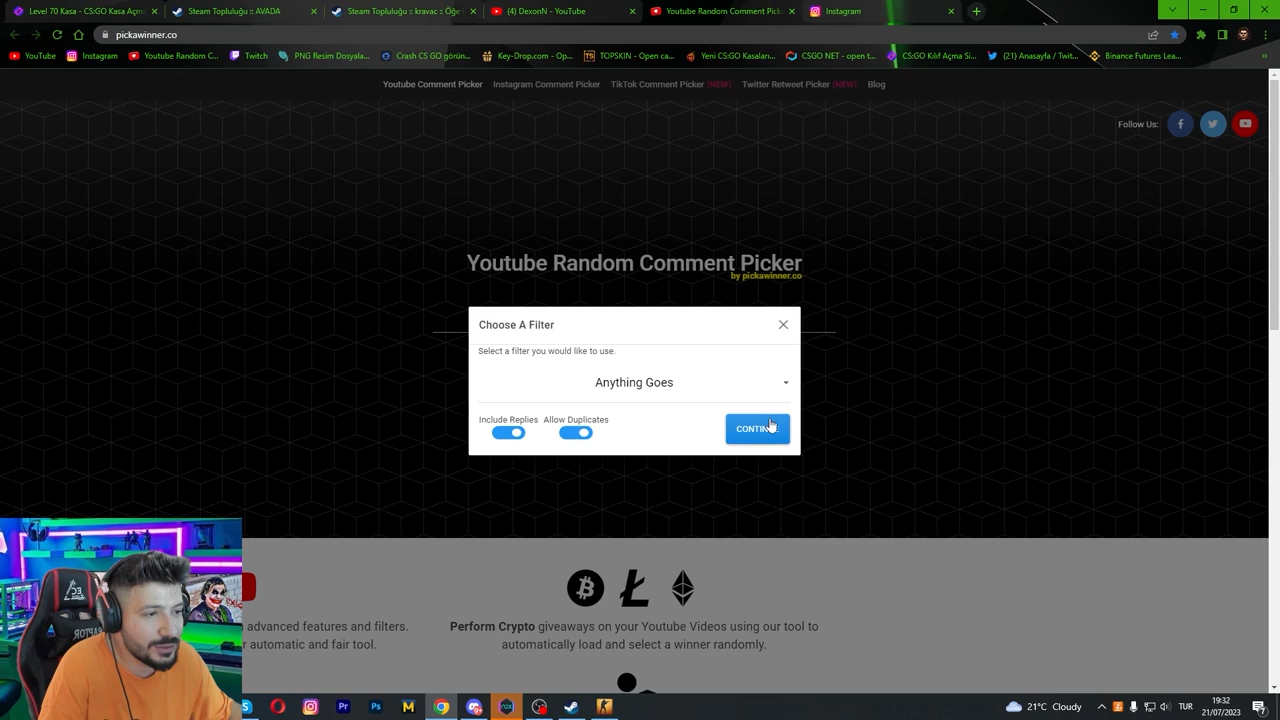 Level 70 Kasa - CS:GO Kasa Aç
Steam Topluluğu :: AVADA
Steam Topluluğu :: kravac :: Öğe
(4) DexonN - YouTube
Youtube Random Comment Picker
Instagram
pickawinner.co
YouTube
Instagram
Youtube Random C...
Twitch
PNG Resim Dosyala...
Crash CS GO görün...
Key-Drop.com - Op...
TOPSKIN - Open ca...
Yeni CS:GO Kasaları...
CSGO NET - open t...
CS:GO Kılıf Açma Si...
(21) Anasayfa / Twit...
Binance Futures Lea...
Youtube Comment Picker
Instagram Comment Picker
TikTok Comment Picker (NEW)
Twitter Retweet Picker (NEW)
Blog
Follow Us:
Youtube Random Comment Picker
by pickawinner.co
Choose A Filter
Select a filter you would like to use.
Anything Goes
Include Replies
Allow Duplicates
advanced features and filters.
automatic and fair tool.
Perform Crypto giveaways on your Youtube Videos using our tool to
automatically load and select a winner randomly.
RAPTOR
21°C Cloudy
TUR
19:32
21/07/2023